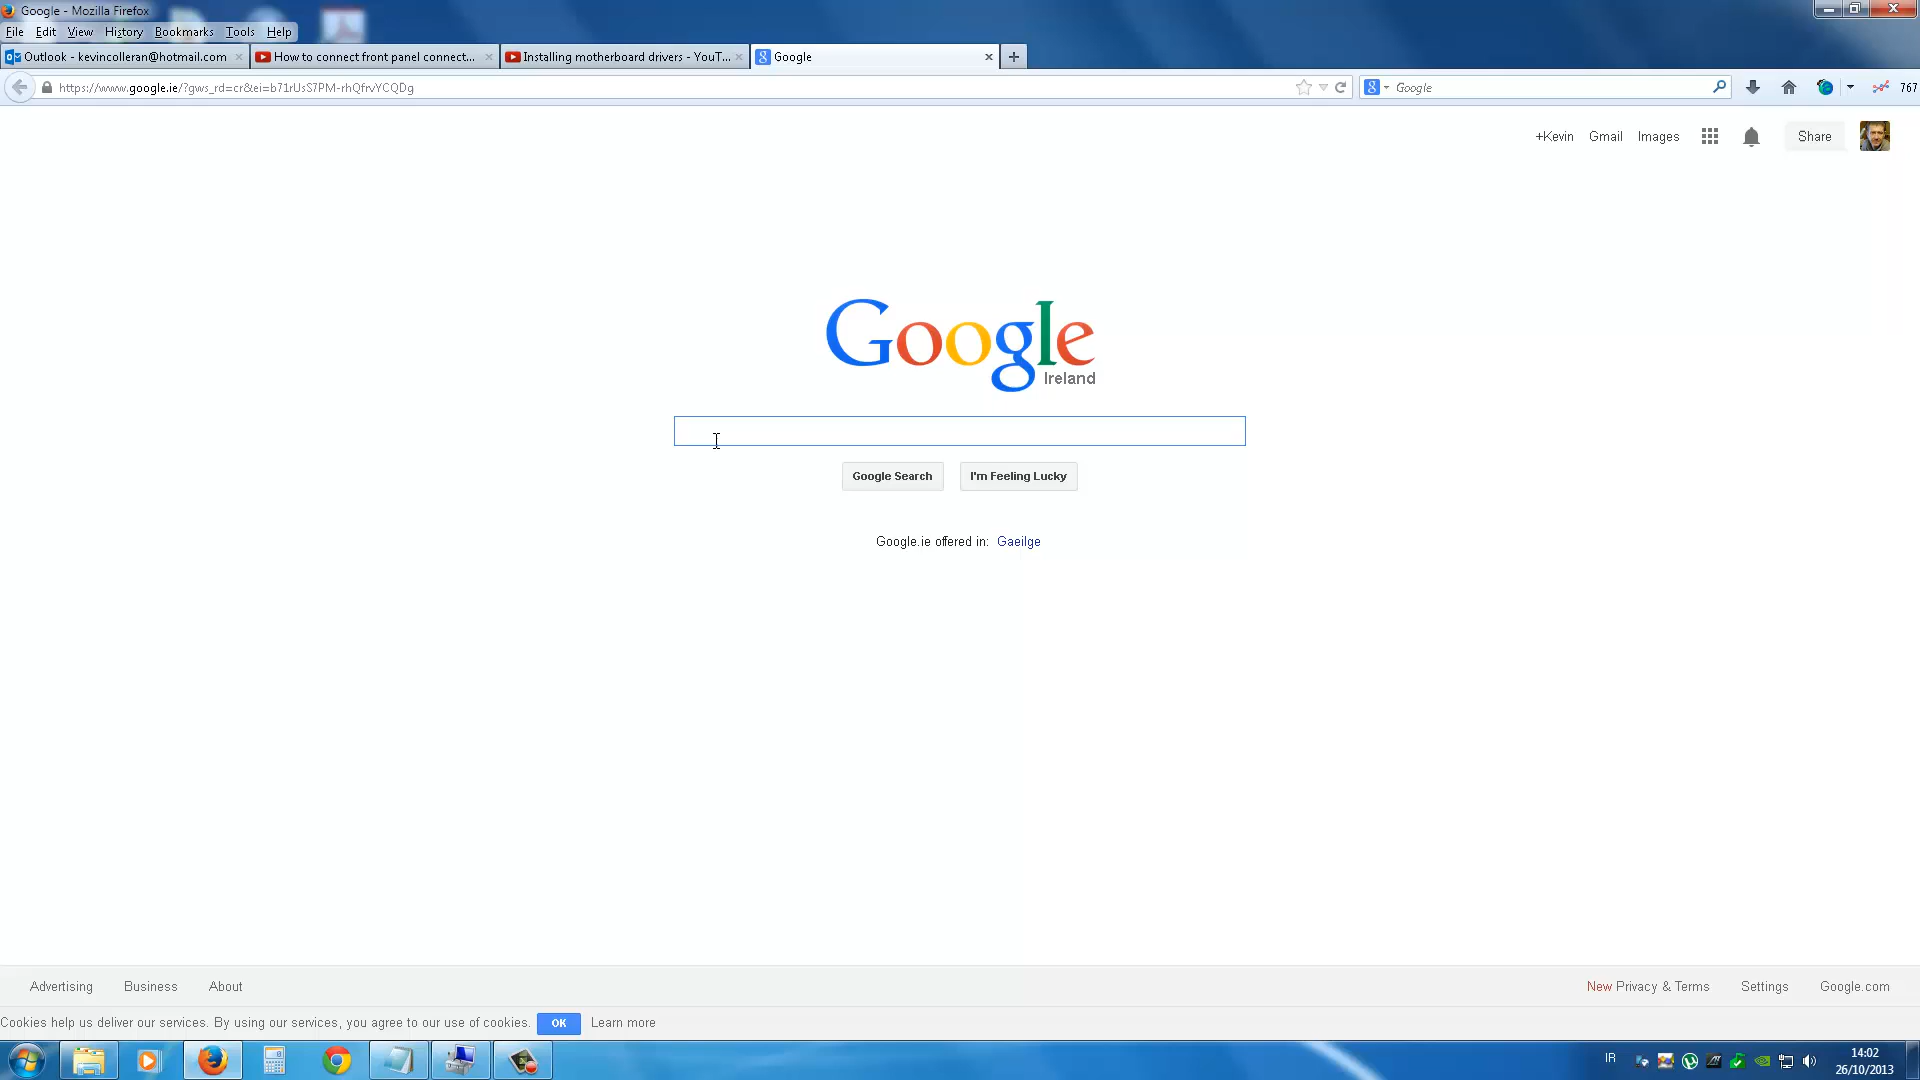 Google - Mozilla Firefox
File Edit View History Bookmarks Tools Help
Outlook - kevincolleran@hotmail.com How to connect front panel connect... Installing motherboard drivers - YouT... Google
https://www.google.ie/?gws_rd=cr&ei=b71rUsS7PM-rhQfrvYCQDg Google 767
+Kevin Gmail Images Share
Google
Ireland
Google Search I'm Feeling Lucky
Google.ie offered in: Gaeilge
Advertising Business About New Privacy & Terms Settings Google.com
Cookies help us deliver our services. By using our services, you agree to our use of cookies. OK Learn more
IR 14:02
26/10/2013